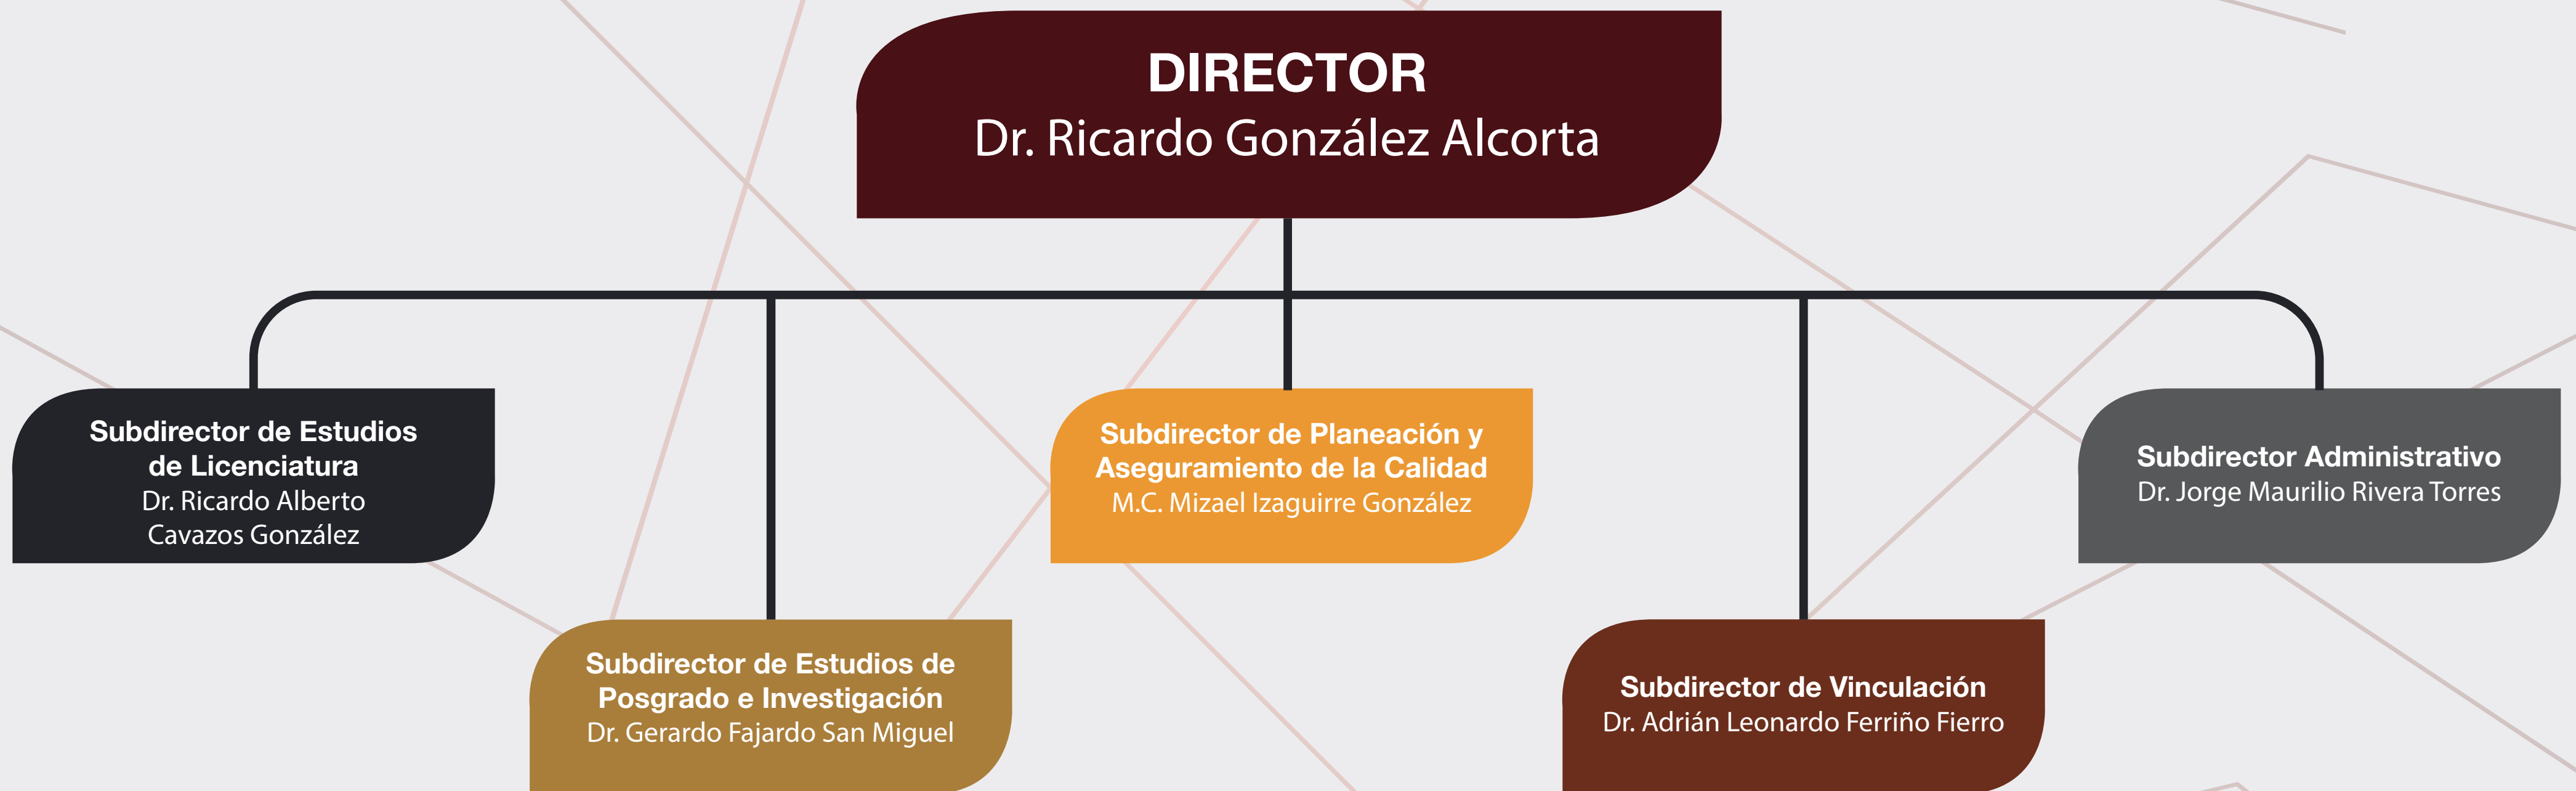 DIRECTOR
Dr. Ricardo González Alcorta
Subdirector de Estudios
de Licenciatura
Dr. Ricardo Alberto
Cavazos González
Subdirector de Planeación y
Aseguramiento de la Calidad
M.C. Mizael Izaguirre González
Subdirector Administrativo
Dr. Jorge Maurilio Rivera Torres
Subdirector de Estudios de
Posgrado e Investigación
Dr. Gerardo Fajardo San Miguel
Subdirector de Vinculación
Dr. Adrián Leonardo Ferriño Fierro